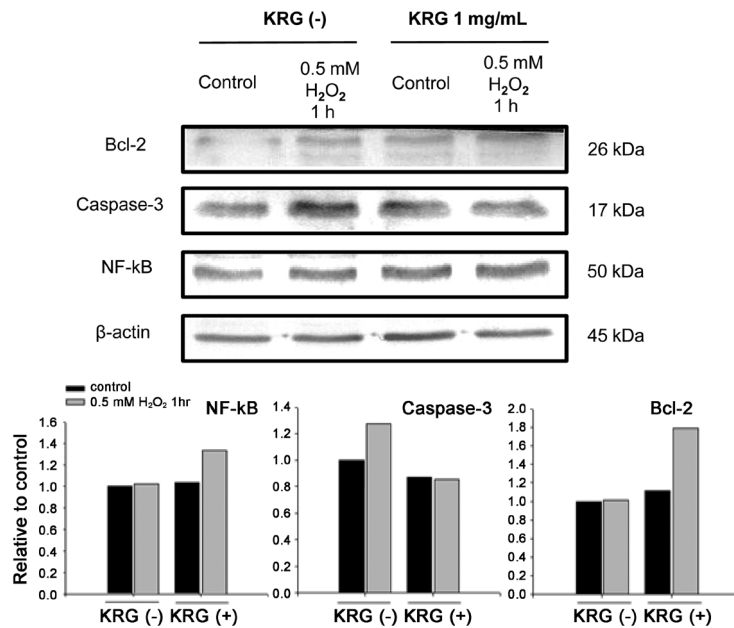 KRG (-) KRG 1 mg/mL
Control 0.5 mM H₂O₂ 1 h Control 0.5 mM H₂O₂ 1 h
Bcl-2 26 kDa
Caspase-3 17 kDa
NF-kB 50 kDa
β-actin 45 kDa
control
0.5 mM H₂O₂ 1hr
NF-kB
Caspase-3
Bcl-2
Relative to control
1.6
1.4
1.2
1.0
0.8
0.6
0.4
0.2
0.0
KRG (-) KRG (+)
1.4
1.2
1.0
0.8
0.6
0.4
0.2
0.0
KRG (-) KRG (+)
2.0
1.8
1.6
1.4
1.2
1.0
0.8
0.6
0.4
0.2
0.0
KRG (-) KRG (+)